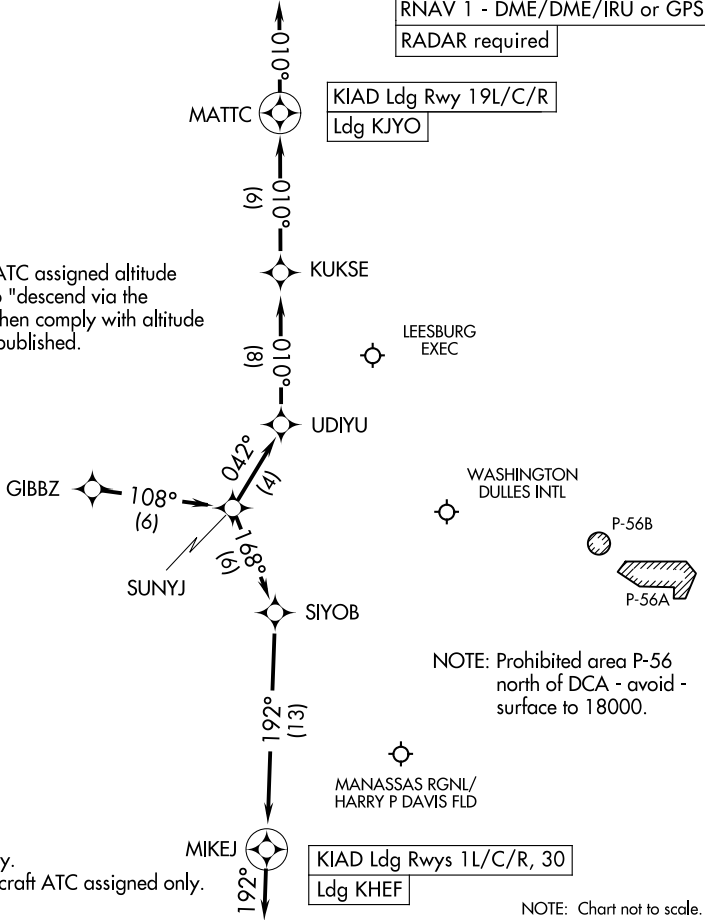 RNAV 1 - DME/DME/IRU or GPS
RADAR required
010°
MATTC
KIAD Ldg Rwy 19L/C/R
Ldg KJYO
(9)
010°
010°
KUKSE
ATC assigned altitude
"descend via the
hen comply with altitude
published.
LEESBURG
EXEC
(8)
010°
UDIYU
042°
(4)
GIBBZ
108°
(6)
WASHINGTON
DULLES INTL
P-56B
P-56A
SUNYJ
168°
(6)
SIYOB
NOTE: Prohibited area P-56
north of DCA - avoid -
surface to 18000.
192°
(13)
MANASSAS RGNL/
HARRY P DAVIS FLD
MIKEJ
KIAD Ldg Rwys 1L/C/R, 30
Ldg KHEF
y.
craft ATC assigned only.
192°
NOTE: Chart not to scale.